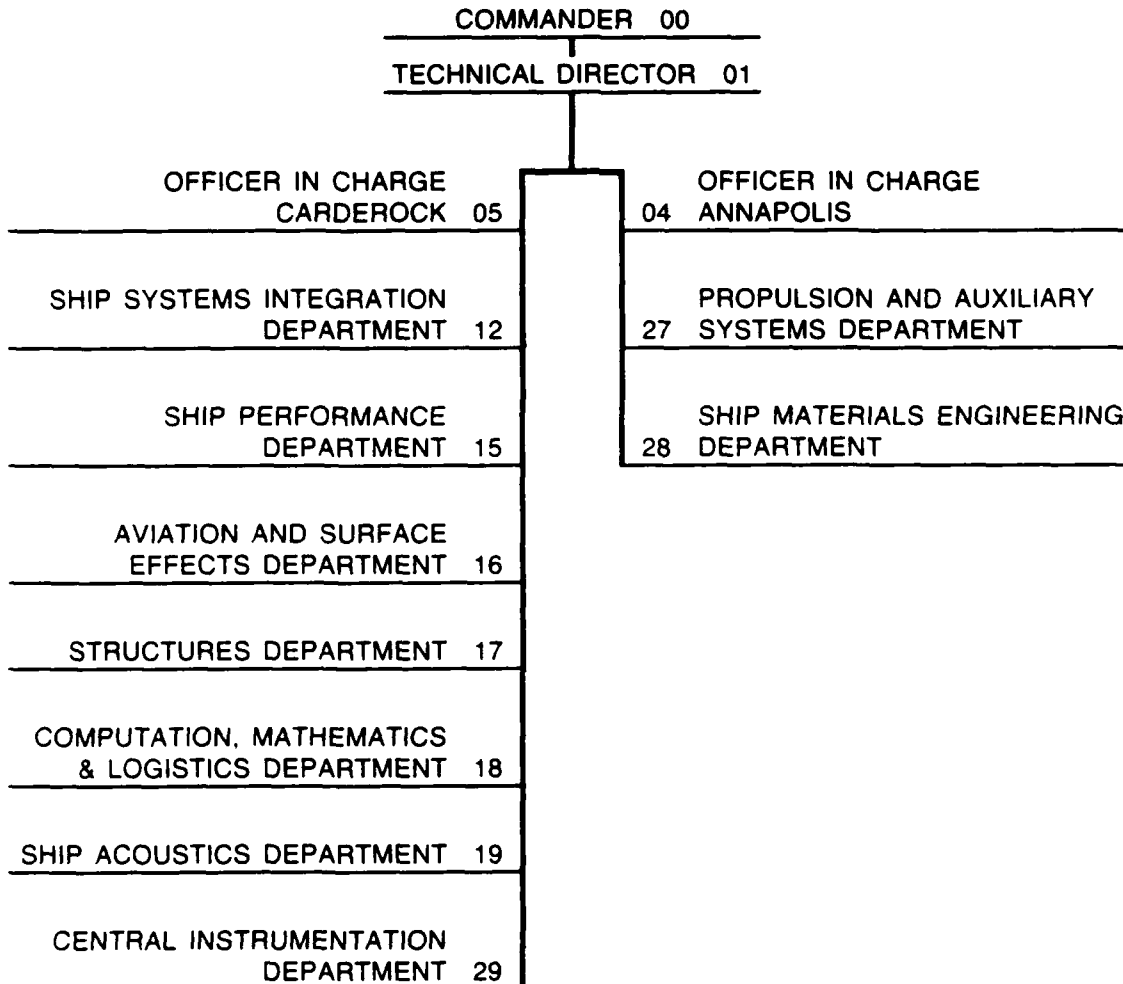 COMMANDER 00
TECHNICAL DIRECTOR 01
OFFICER IN CHARGE
CARDEROCK 05
OFFICER IN CHARGE
04 ANNAPOLIS
SHIP SYSTEMS INTEGRATION
DEPARTMENT 12
PROPULSION AND AUXILIARY
27 SYSTEMS DEPARTMENT
SHIP PERFORMANCE
DEPARTMENT 15
SHIP MATERIALS ENGINEERING
28 DEPARTMENT
AVIATION AND SURFACE
EFFECTS DEPARTMENT 16
STRUCTURES DEPARTMENT 17
COMPUTATION, MATHEMATICS
& LOGISTICS DEPARTMENT 18
SHIP ACOUSTICS DEPARTMENT 19
CENTRAL INSTRUMENTATION
DEPARTMENT 29